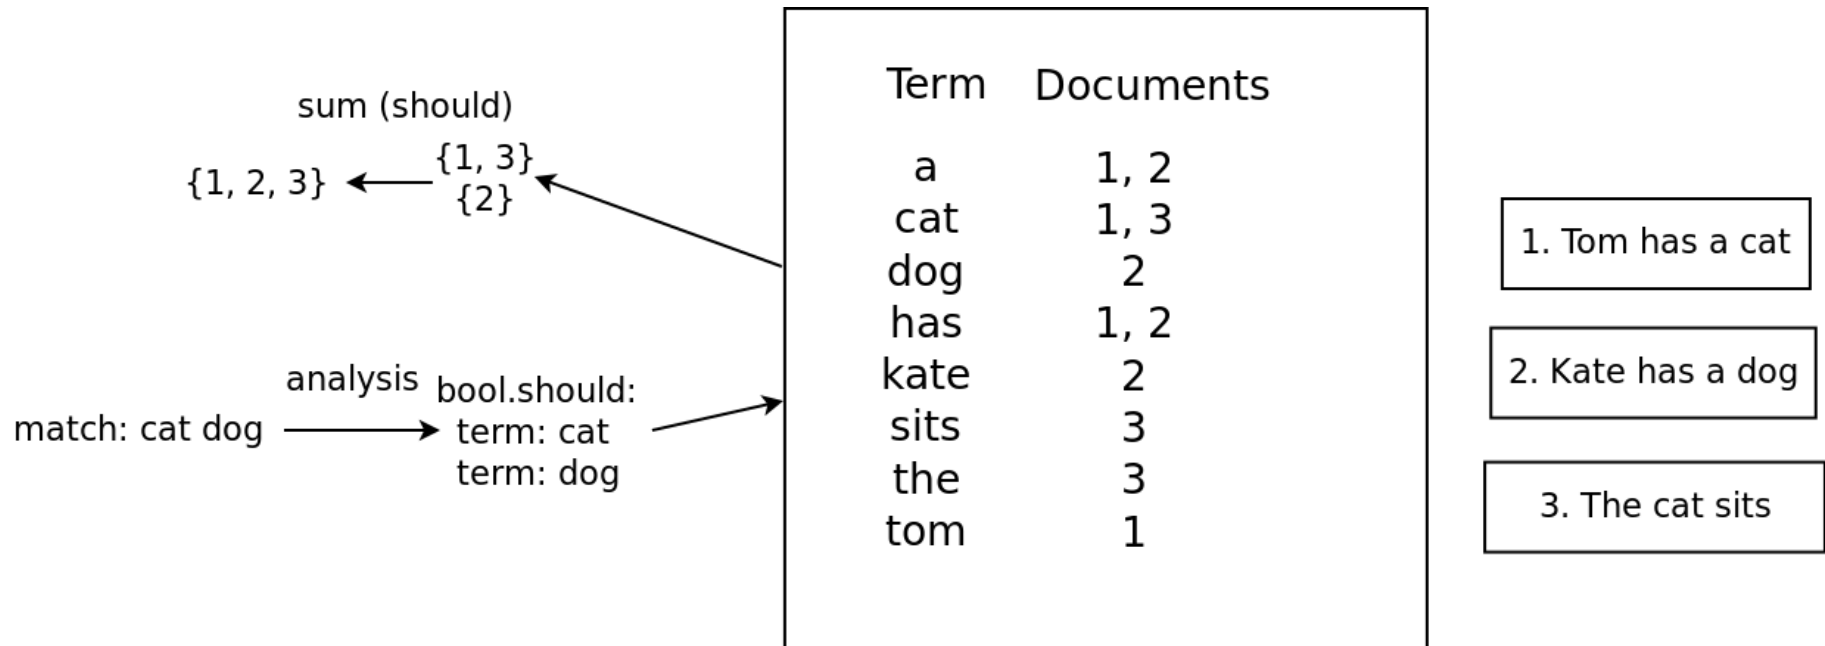 sum (should)
{1, 2, 3}
{1, 3}
{2}
match: cat dog
analysis
bool.should:
term: cat
term: dog
Term Documents
a 1, 2
cat 1, 3
dog 2
has 1, 2
kate 2
sits 3
the 3
tom 1
1. Tom has a cat
2. Kate has a dog
3. The cat sits